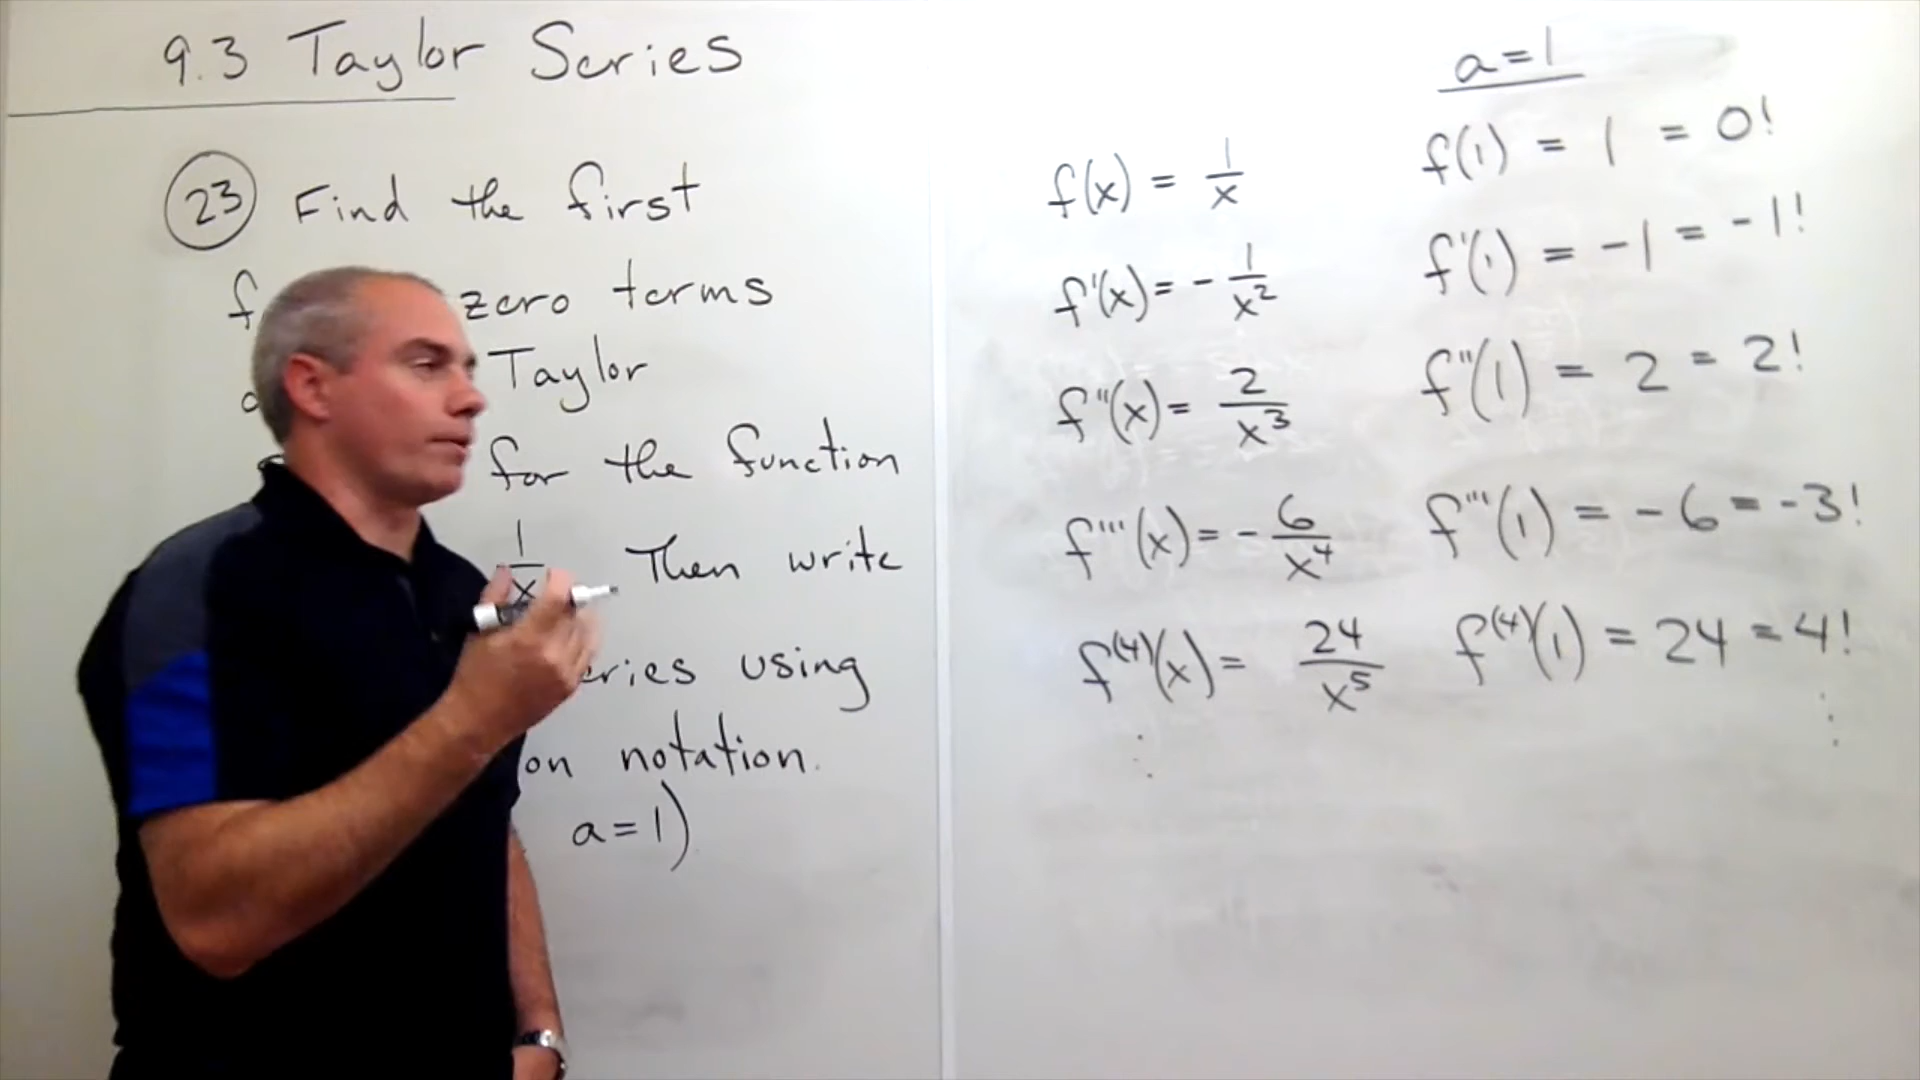 9.3 Taylor Series
23 Find the first
zero terms
Taylor
for the function
1/x. Then write
using
notation.
a=1)
a=1
f(x) = 1/x
f(1) = 1 = 0!
f'(x) = - 1/x²
f'(1) = -1 = -1!
f''(x) = 2/x³
f''(1) = 2 = 2!
f'''(x) = - 6/x⁴
f'''(1) = -6 = -3!
f⁽⁴⁾(x) = 24/x⁵
f⁽⁴⁾(1) = 24 = 4!